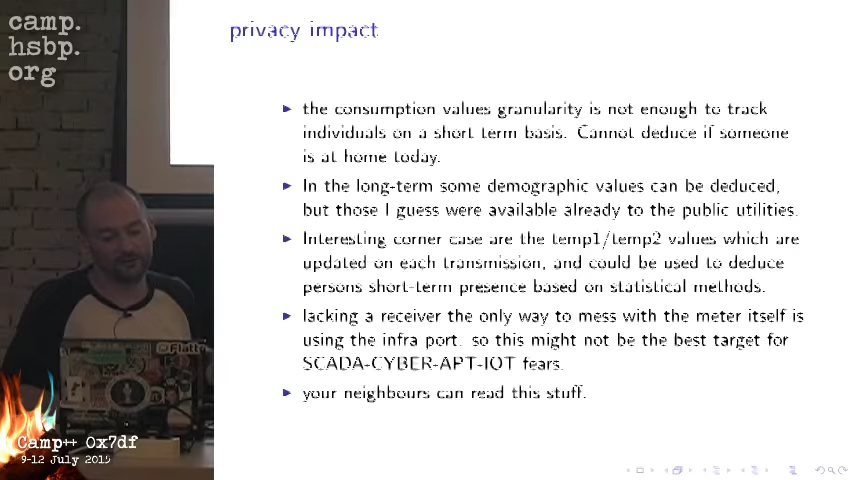 camp.
hsbp.
org
privacy impact
the consumption values granularity is not enough to track
individuals on a short term basis. Cannot deduce if someone
is at home today.
In the long-term some demographic values can be deduced,
but those I guess were available already to the public utilities.
Interesting corner case are the temp1/temp2 values which are
updated on each transmission, and could be used to deduce
persons short-term presence based on statistical methods.
lacking a receiver the only way to mess with the meter itself is
using the infra port. so this might not be the best target for
SCADA-CYBER-APT-IOT fears.
your neighbours can read this stuff.
Flattr
Camp++ 0x7df
9-12 July 2015